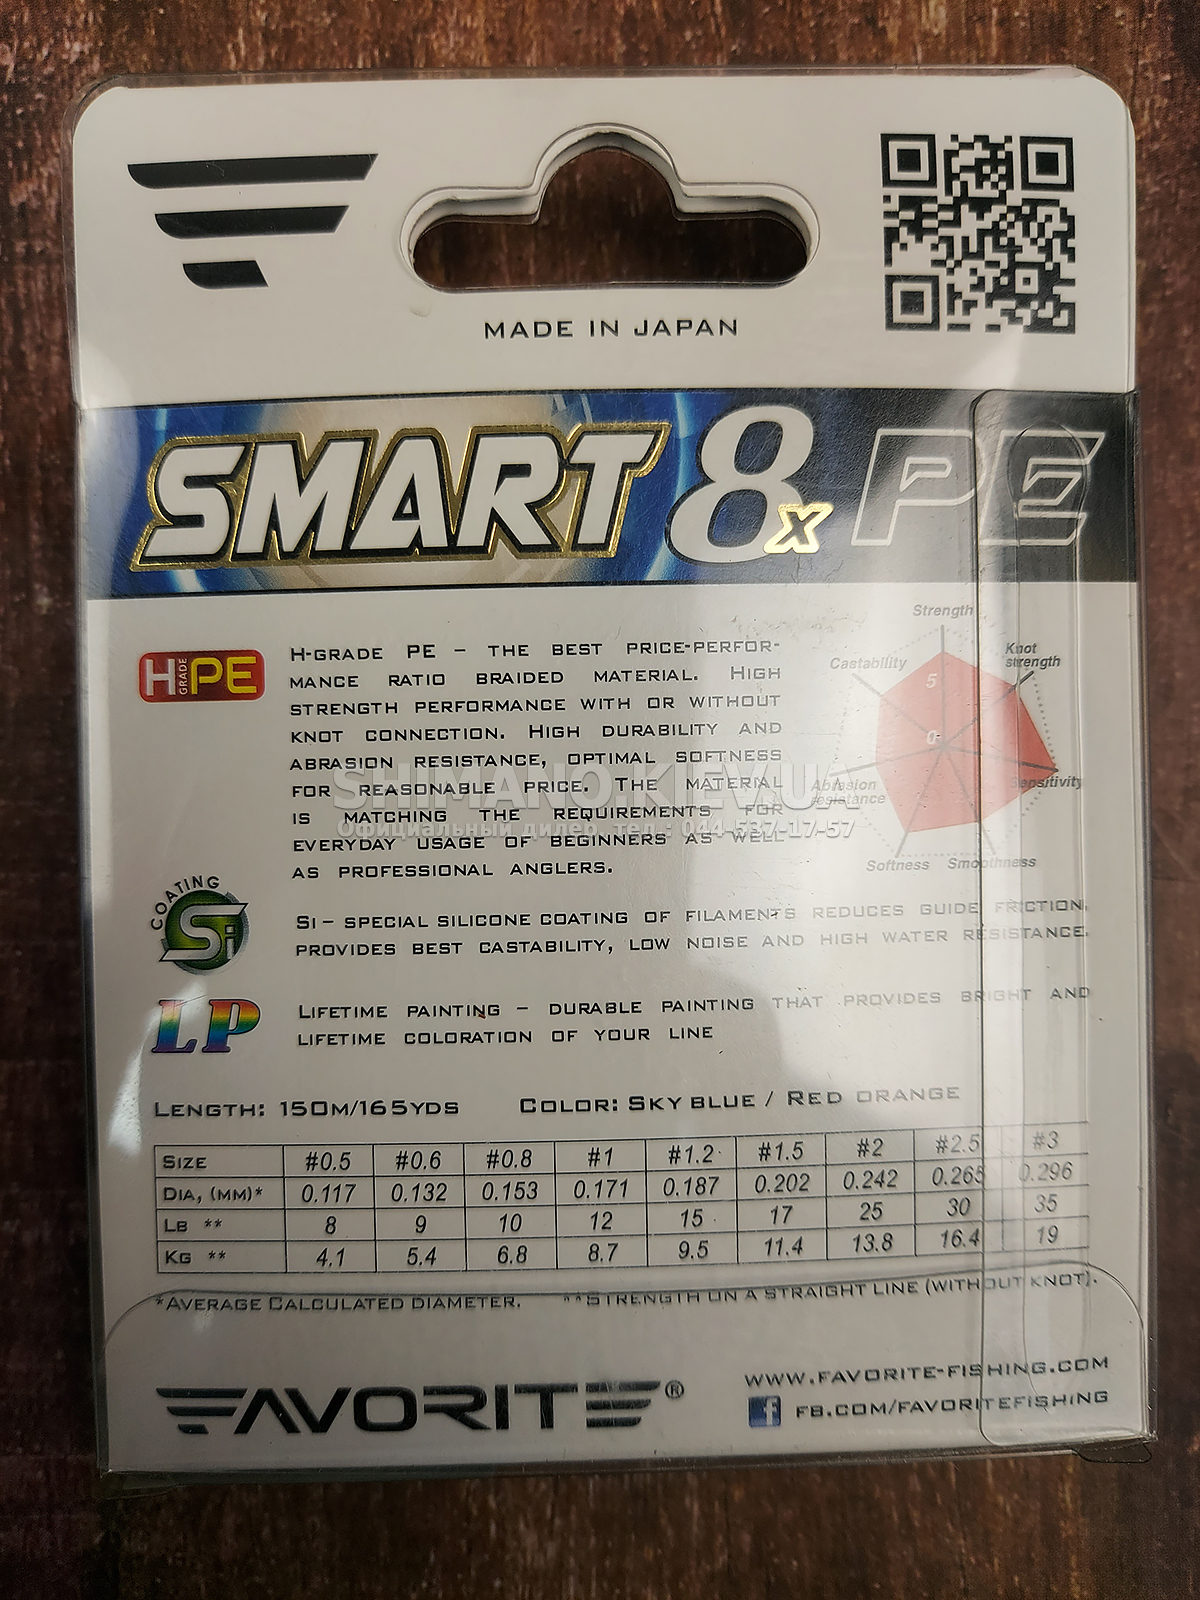 MADE IN JAPAN
SMART 8x PE
H GRADE PE
H-GRADE PE – THE BEST PRICE-PERFOR-
MANCE RATIO BRAIDED MATERIAL. HIGH
STRENGTH PERFORMANCE WITH OR WITHOUT
KNOT CONNECTION. HIGH DURABILITY AND
ABRASION RESISTANCE, OPTIMAL SOFTNESS
FOR REASONABLE PRICE. THE MATERIAL
IS MATCHING THE REQUIREMENTS FOR
EVERYDAY USAGE OF BEGINNERS AS WELL
AS PROFESSIONAL ANGLERS.
Strength
Knot
strength
Castability
5
0
Sensitivity
Abrasion
resistance
Softness
Smoothness
SHIMANO.KIEV.UA
Официальный дилер, тел.: 044-537-17-57
COATING
Si
SI – SPECIAL SILICONE COATING OF FILAMENTS REDUCES GUIDE FRICTION,
PROVIDES BEST CASTABILITY, LOW NOISE AND HIGH WATER RESISTANCE.
LP
LIFETIME PAINTING – DURABLE PAINTING THAT PROVIDES BRIGHT AND
LIFETIME COLORATION OF YOUR LINE
LENGTH: 150M/165YDS COLOR: SKY BLUE / RED ORANGE
SIZE #0.5 #0.6 #0.8 #1 #1.2 #1.5 #2 #2.5 #3
DIA, (MM)* 0.117 0.132 0.153 0.171 0.187 0.202 0.242 0.265 0.296
LB ** 8 9 10 12 15 17 25 30 35
KG ** 4.1 5.4 6.8 8.7 9.5 11.4 13.8 16.4 19
*AVERAGE CALCULATED DIAMETER. **STRENGTH ON A STRAIGHT LINE (WITHOUT KNOT).
FAVORITE®
WWW.FAVORITE-FISHING.COM
f FB.COM/FAVORITEFISHING